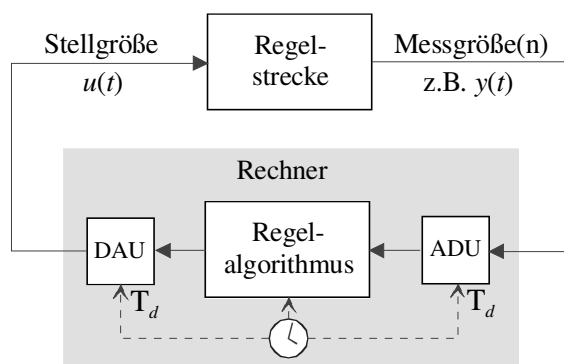 Stellgröße
u(t)
Regel-
strecke
Messgröße(n)
z.B. y(t)
Rechner
DAU
Regel-
algorithmus
ADU
T_d
T_d